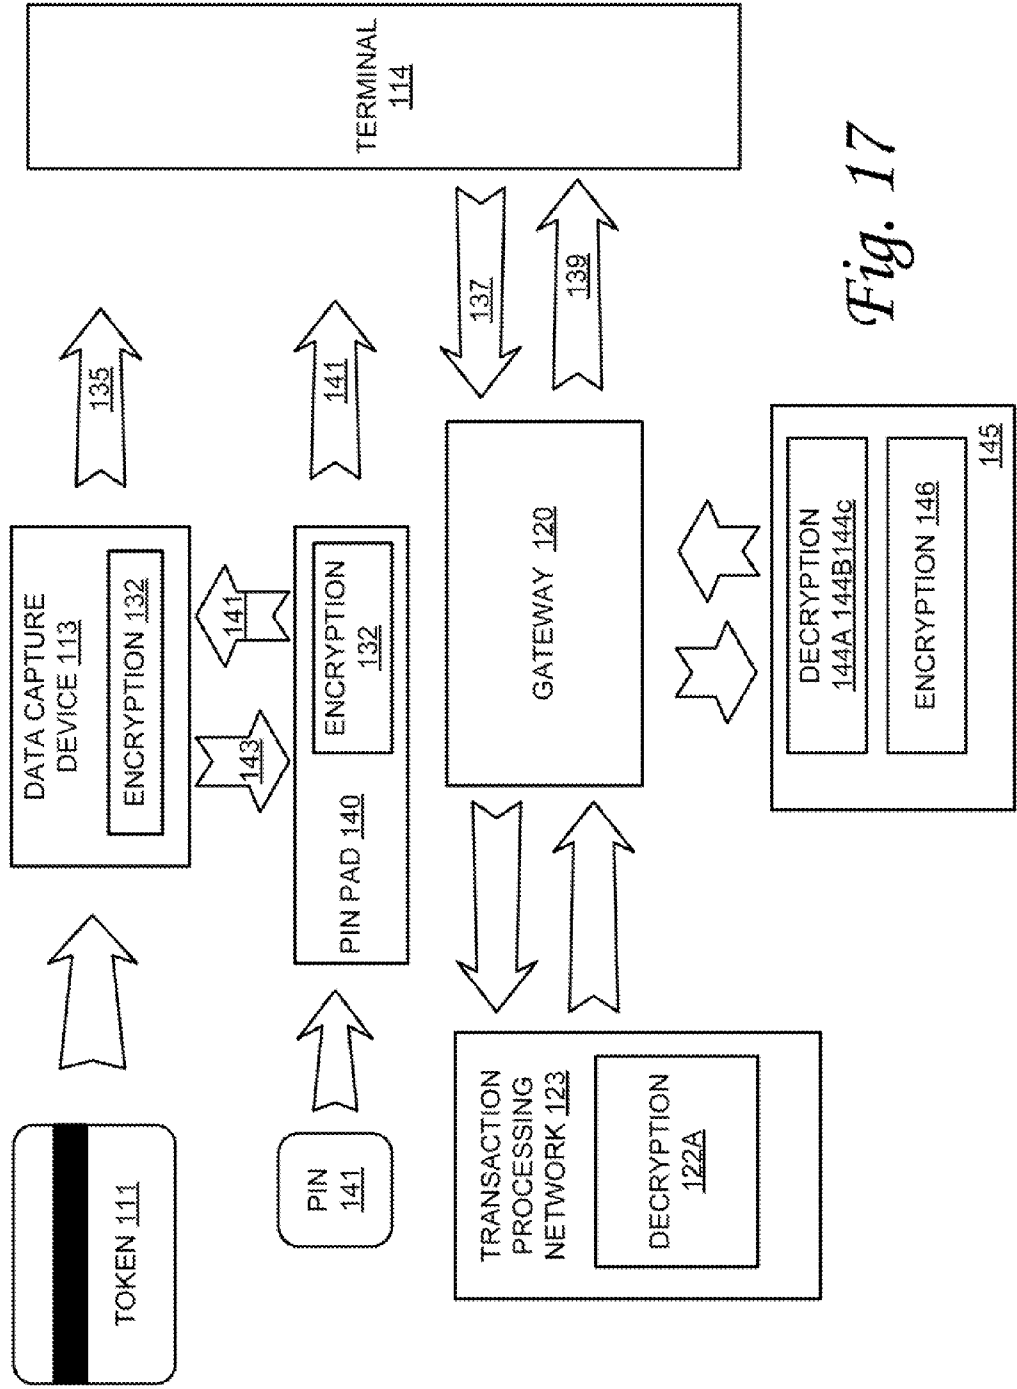 TOKEN 111
DATA CAPTURE
DEVICE 113
ENCRYPTION 132
135
143
141
PIN
141
PIN PAD 140
ENCRYPTION
132
141
TERMINAL
114
TRANSACTION
PROCESSING
NETWORK 123
DECRYPTION
122A
GATEWAY 120
137
139
DECRYPTION
144A 144B144c
ENCRYPTION 146
145
Fig. 17